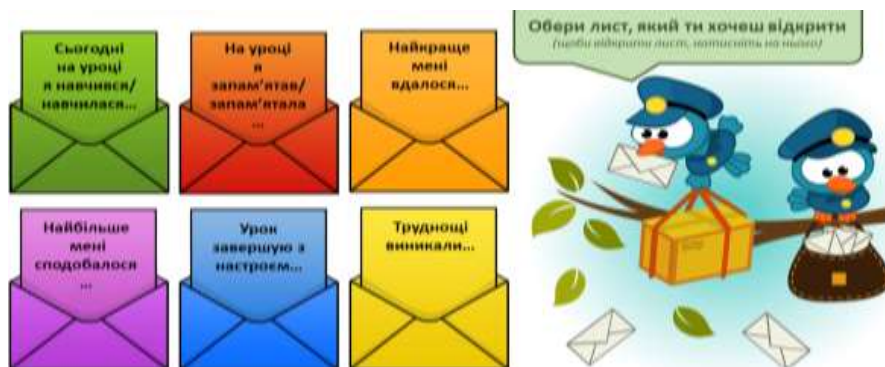 Сьогодні
на уроці
я навчився/
навчилася...
На уроці
я
запам'ятав/
запам'ятала
...
Найкраще
мені
вдалося...
Обери лист, який ти хочеш відкрити
/щоби відкрити лист, натисніть на нього/
Найбільше
мені
сподобалося
...
Урок
завершую з
настроєм...
Труднощі
виникали...